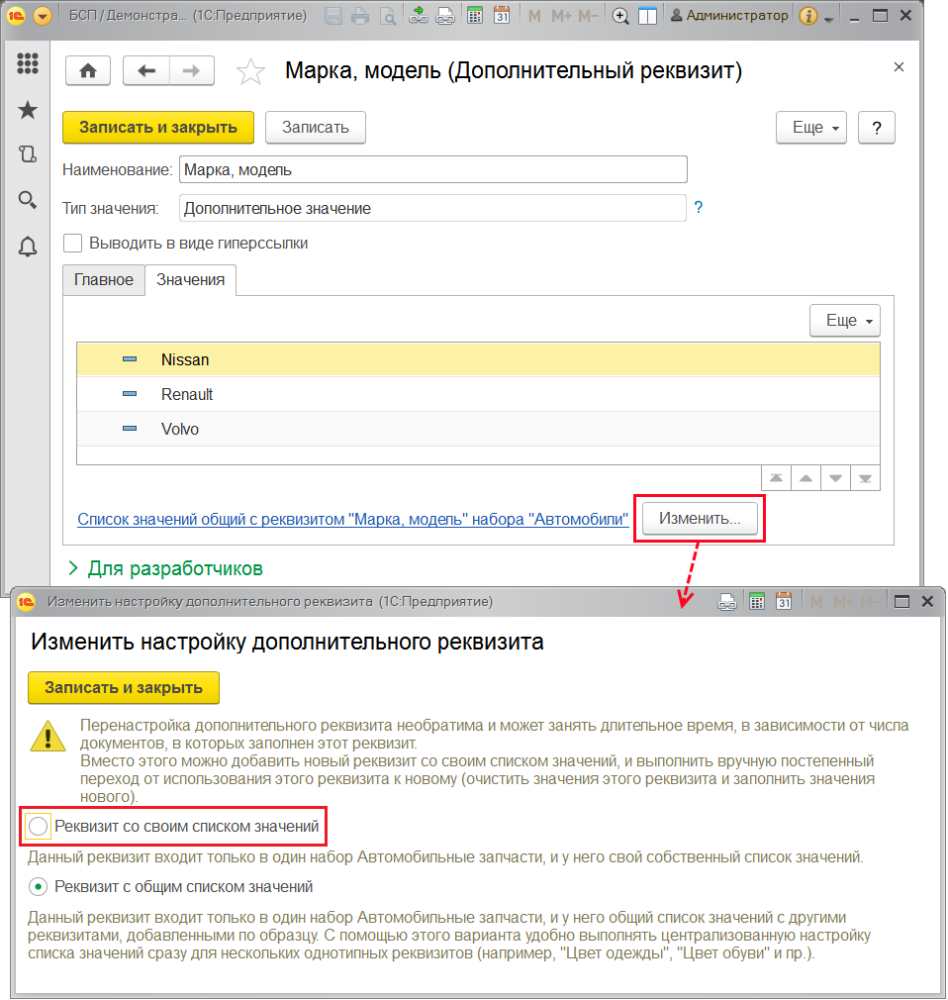 БСП / Демонстра... (1С:Предприятие) 31 M M+ M- Администратор i
Марка, модель (Дополнительный реквизит)
Записать и закрыть Записать Еще ?
Наименование: Марка, модель
Тип значения: Дополнительное значение ?
Выводить в виде гиперссылки
Главное Значения
Еще
Nissan
Renault
Volvo
Список значений общий с реквизитом "Марка, модель" набора "Автомобили" Изменить...
Для разработчиков
1С Изменить настройку дополнительного реквизита (1С:Предприятие) 31 M M+ M-
Изменить настройку дополнительного реквизита
Записать и закрыть
Перенастройка дополнительного реквизита необратима и может занять длительное время, в зависимости от числа
документов, в которых заполнен этот реквизит.
Вместо этого можно добавить новый реквизит со своим списком значений, и выполнить вручную постепенный
переход от использования этого реквизита к новому (очистить значения этого реквизита и заполнить значения
нового).
Реквизит со своим списком значений
Данный реквизит входит только в один набор Автомобильные запчасти, и у него свой собственный список значений.
Реквизит с общим списком значений
Данный реквизит входит только в один набор Автомобильные запчасти, и у него общий список значений с другими
реквизитами, добавленными по образцу. С помощью этого варианта удобно выполнять централизованную настройку
списка значений сразу для нескольких однотипных реквизитов (например, "Цвет одежды", "Цвет обуви" и пр.).